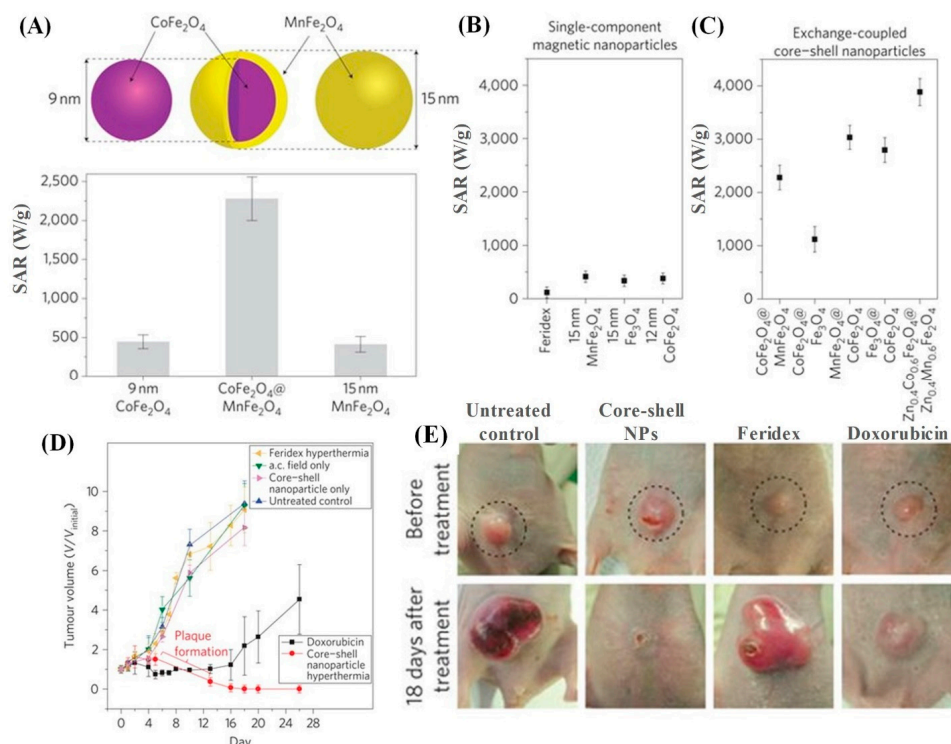 (A)
CoFe₂O₄
MnFe₂O₄
9 nm
15 nm
SAR (W/g)
2,500
2,000
1,500
1,000
500
0
9 nm
CoFe₂O₄
CoFe₂O₄@
MnFe₂O₄
15 nm
MnFe₂O₄
(B)
Single-component
magnetic nanoparticles
SAR (W/g)
4,000
3,000
2,000
1,000
0
Feridex
15 nm
MnFe₂O₄
15 nm
Fe₃O₄
12 nm
CoFe₂O₄
(C)
Exchange-coupled
core–shell nanoparticles
SAR (W/g)
4,000
3,000
2,000
1,000
0
CoFe₂O₄@
MnFe₂O₄
CoFe₂O₄@
Fe₃O₄
MnFe₂O₄@
CoFe₂O₄
Fe₃O₄@
CoFe₂O₄
Zn₀.₄Co₀.₆Fe₂O₄@
Zn₀.₄Mn₀.₆Fe₂O₄
(D)
Feridex hyperthermia
a.c. field only
Core-shell
nanoparticle only
Untreated control
Tumour volume (V/Vinitial)
10
8
6
4
2
0
Plaque
formation
Doxorubicin
Core-shell
nanoparticle
hyperthermia
0 4 8 12 16 20 24 28
Day
(E)
Untreated
control
Core-shell
NPs
Feridex
Doxorubicin
Before
treatment
18 days after
treatment